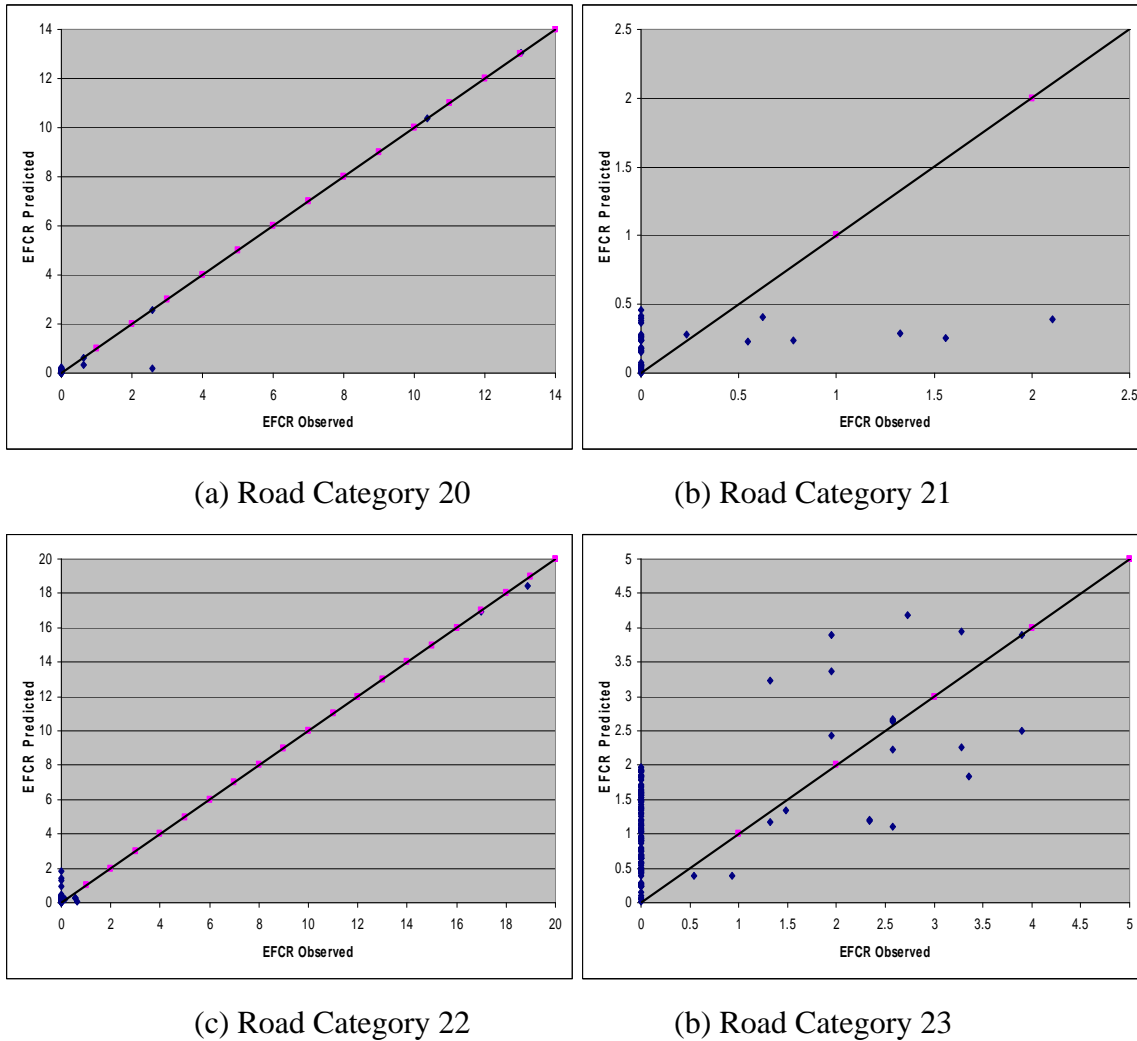 14
12
10
8
6
4
2
0
EFCR Predicted
0 2 4 6 8 10 12 14
EFCR Observed
(a) Road Category 20
2.5
2
1.5
1
0.5
0
EFCR Predicted
0 0.5 1 1.5 2 2.5
EFCR Observed
(b) Road Category 21
20
18
16
14
12
10
8
6
4
2
0
EFCR Predicted
0 2 4 6 8 10 12 14 16 18 20
EFCR Observed
(c) Road Category 22
5
4.5
4
3.5
3
2.5
2
1.5
1
0.5
0
EFCR Predicted
0 0.5 1 1.5 2 2.5 3 3.5 4 4.5 5
EFCR Observed
(b) Road Category 23